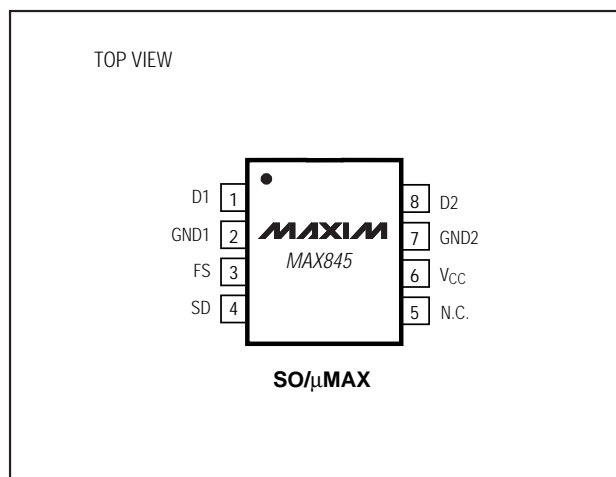 TOP VIEW
D1 1
8 D2
GND1 2
MAXIM
7 GND2
FS 3
MAX845
6 VCC
SD 4
5 N.C.
SO/μMAX